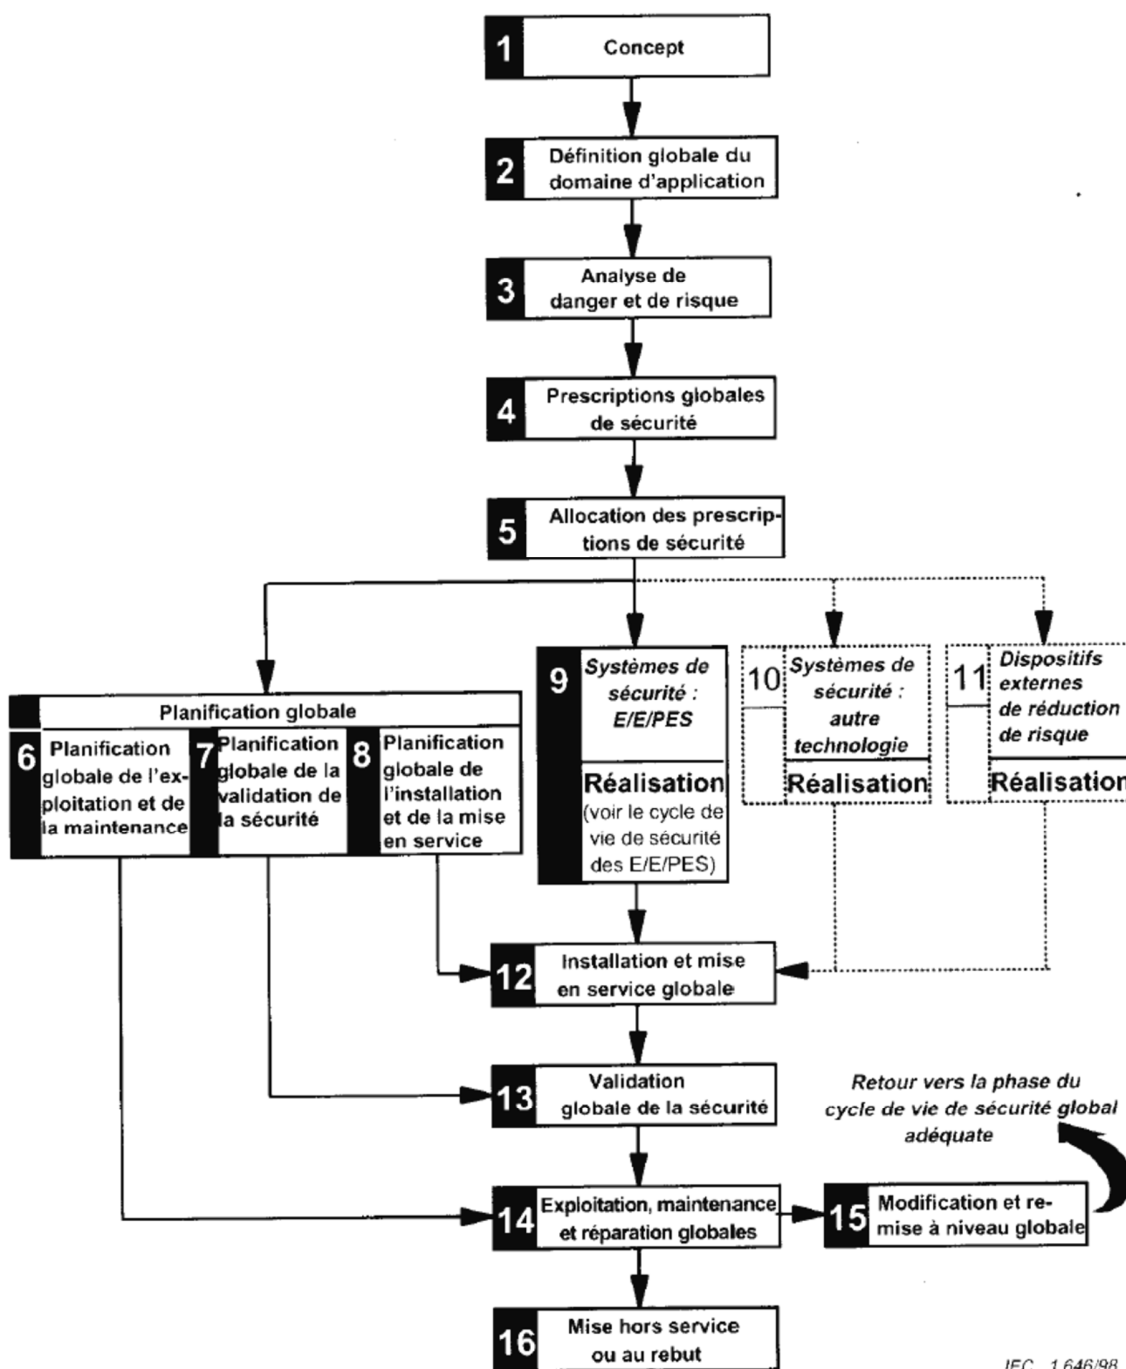 1
Concept
2
Définition globale du
domaine d'application
3
Analyse de
danger et de risque
4
Prescriptions globales
de sécurité
5
Allocation des prescrip-
tions de sécurité
Planification globale
6
Planification
globale de l'ex-
ploitation et de
la maintenance
7
Planification
globale de la
validation de
la sécurité
8
Planification
globale de
l'installation
et de la mise
en service
9
Systèmes de
sécurité :
E/E/PES
Réalisation
(voir le cycle de
vie de sécurité
des E/E/PES)
10
Systèmes de
sécurité :
autre
technologie
Réalisation
11
Dispositifs
externes
de réduction
de risque
Réalisation
12
Installation et mise
en service globale
13
Validation
globale de la sécurité
Retour vers la phase du
cycle de vie de sécurité global
adéquate
14
Exploitation, maintenance
et réparation globales
15
Modification et re-
mise à niveau globale
16
Mise hors service
ou au rebut
IEC 1 646/98